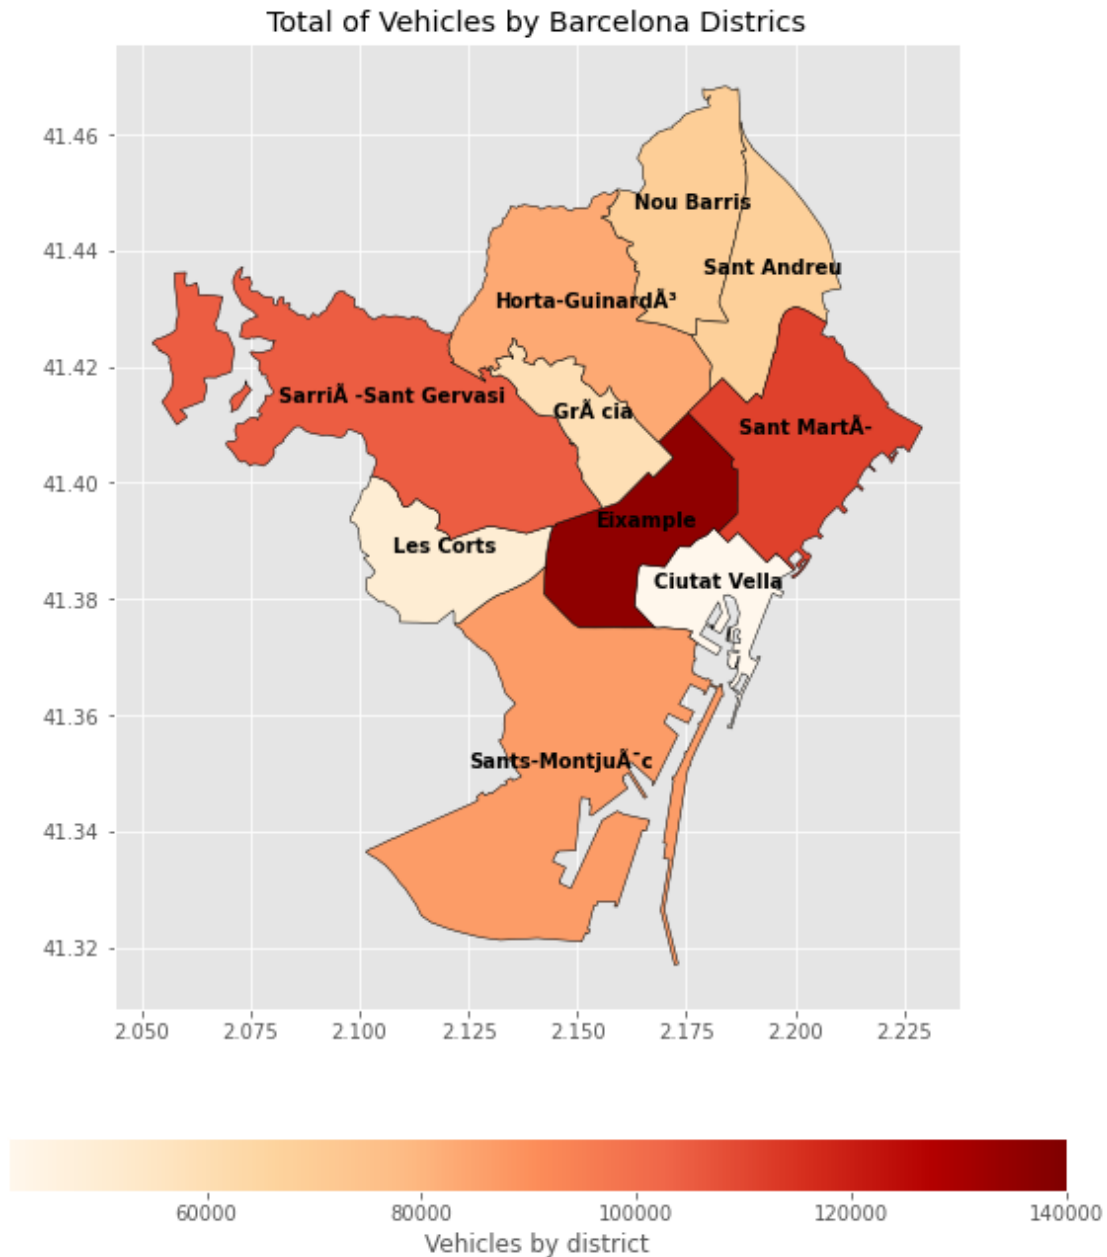 Total of Vehicles by Barcelona Districs
41.46
Nou Barris
41.44
Sant Andreu
Horta-GuinardÃ³
41.42
SarriÃ -Sant Gervasi
GrÃ cia
Sant MartÃ-
41.40
Eixample
Les Corts
Ciutat Vella
41.38
41.36
Sants-MontjuÃ¯c
41.34
41.32
2.050 2.075 2.100 2.125 2.150 2.175 2.200 2.225
60000 80000 100000 120000 140000
Vehicles by district